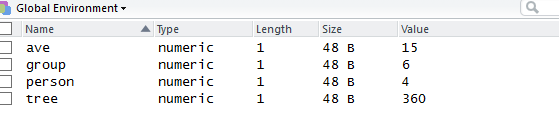 Global Environment
Name Type Length Size Value
ave numeric 1 48 B 15
group numeric 1 48 B 6
person numeric 1 48 B 4
tree numeric 1 48 B 360